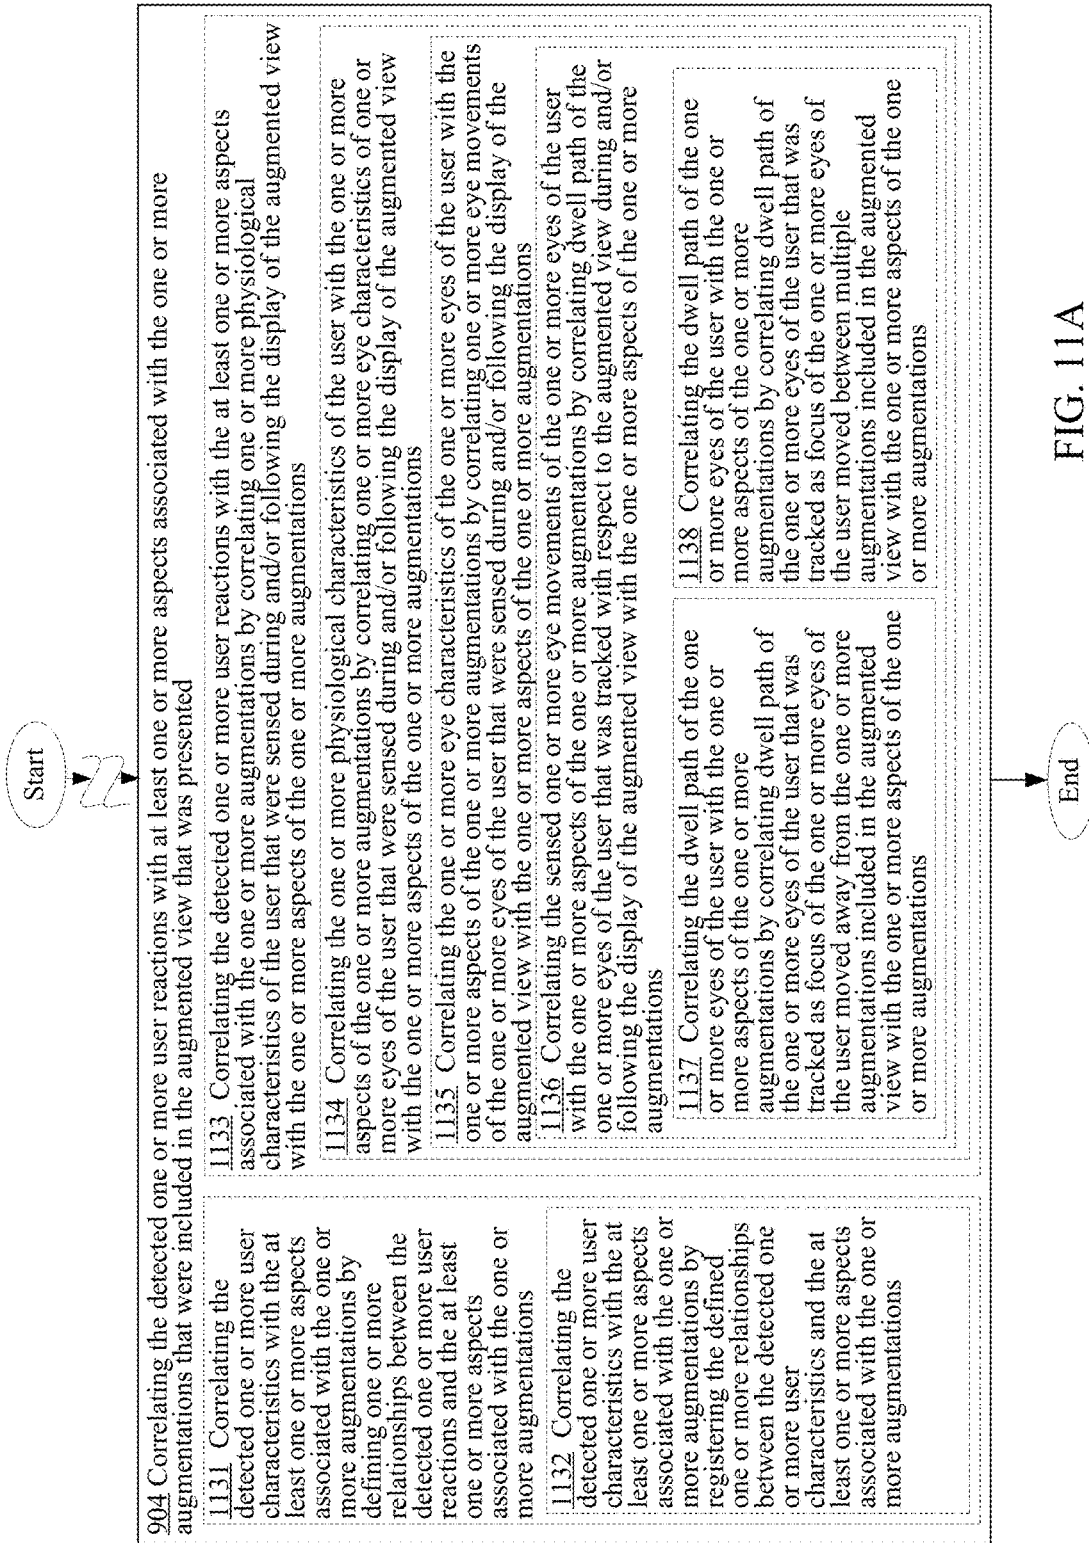 Start
904 Correlating the detected one or more user reactions with at least one or more aspects associated with the one or more
augmentations that were included in the augmented view that was presented
1131 Correlating the
detected one or more user
characteristics with the at
least one or more aspects
associated with the one or
more augmentations by
defining one or more
relationships between the
detected one or more user
reactions and the at least
one or more aspects
associated with the one or
more augmentations
1132 Correlating the
detected one or more user
characteristics with the at
least one or more aspects
associated with the one or
more augmentations by
registering the defined
one or more relationships
between the detected one
or more user
characteristics and the at
least one or more aspects
associated with the one or
more augmentations
1133 Correlating the detected one or more user reactions with the at least one or more aspects
associated with the one or more augmentations by correlating one or more physiological
characteristics of the user that were sensed during and/or following the display of the augmented view
with the one or more aspects of the one or more augmentations
1134 Correlating the one or more physiological characteristics of the user with the one or more
aspects of the one or more augmentations by correlating one or more eye characteristics of one or
more eyes of the user that were sensed during and/or following the display of the augmented view
with the one or more aspects of the one or more augmentations
1135 Correlating the one or more eye characteristics of the one or more eyes of the user with the
one or more aspects of the one or more augmentations by correlating one or more eye movements
of the one or more eyes of the user that were sensed during and/or following the display of the
augmented view with the one or more aspects of the one or more augmentations
1136 Correlating the sensed one or more eye movements of the one or more eyes of the user
with the one or more aspects of the one or more augmentations by correlating dwell path of the
one or more eyes of the user that was tracked with respect to the augmented view during and/or
following the display of the augmented view with the one or more aspects of the one or more
augmentations
1137 Correlating the dwell path of the one
or more eyes of the user with the one or
more aspects of the one or more
augmentations by correlating dwell path of
the one or more eyes of the user that was
tracked as focus of the one or more eyes of
the user moved away from the one or more
augmentations included in the augmented
view with the one or more aspects of the one
or more augmentations
1138 Correlating the dwell path of the one
or more eyes of the user with the one or
more aspects of the one or more
augmentations by correlating dwell path of
the one or more eyes of the user that was
tracked as focus of the one or more eyes of
the user moved between multiple
augmentations included in the augmented
view with the one or more aspects of the one
or more augmentations
End
FIG. 11A